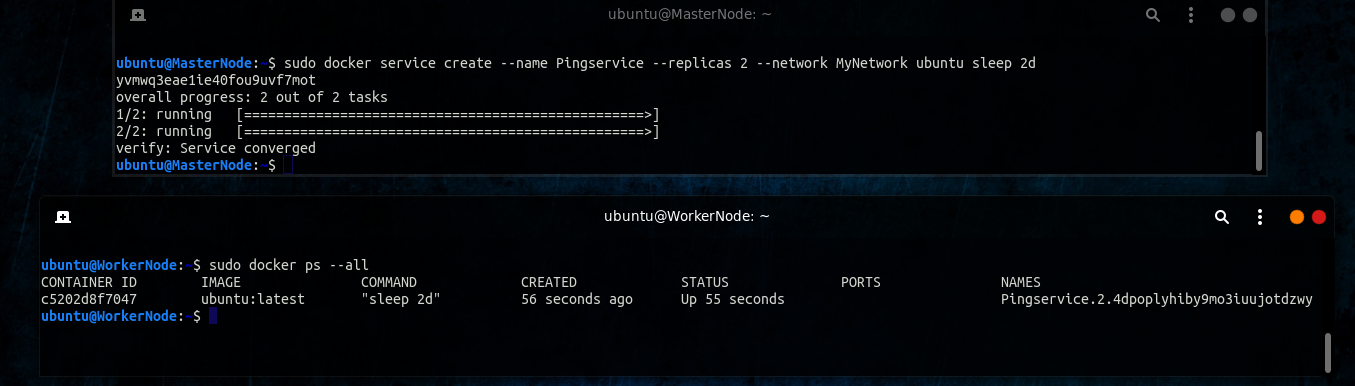 ubuntu@MasterNode: ~
ubuntu@MasterNode:~$ sudo docker service create --name Pingservice --replicas 2 --network MyNetwork ubuntu sleep 2d
yvmwq3eae1ie40fou9uvf7mot
overall progress: 2 out of 2 tasks
1/2: running   [==================================================>]
2/2: running   [==================================================>]
verify: Service converged
ubuntu@MasterNode:~$
ubuntu@WorkerNode: ~
ubuntu@WorkerNode:~$ sudo docker ps --all
CONTAINER ID        IMAGE               COMMAND             CREATED             STATUS              PORTS               NAMES
c5202d8f7047        ubuntu:latest       "sleep 2d"          56 seconds ago      Up 55 seconds                           Pingservice.2.4dpoplyhiby9mo3iuujotdzwy
ubuntu@WorkerNode:~$